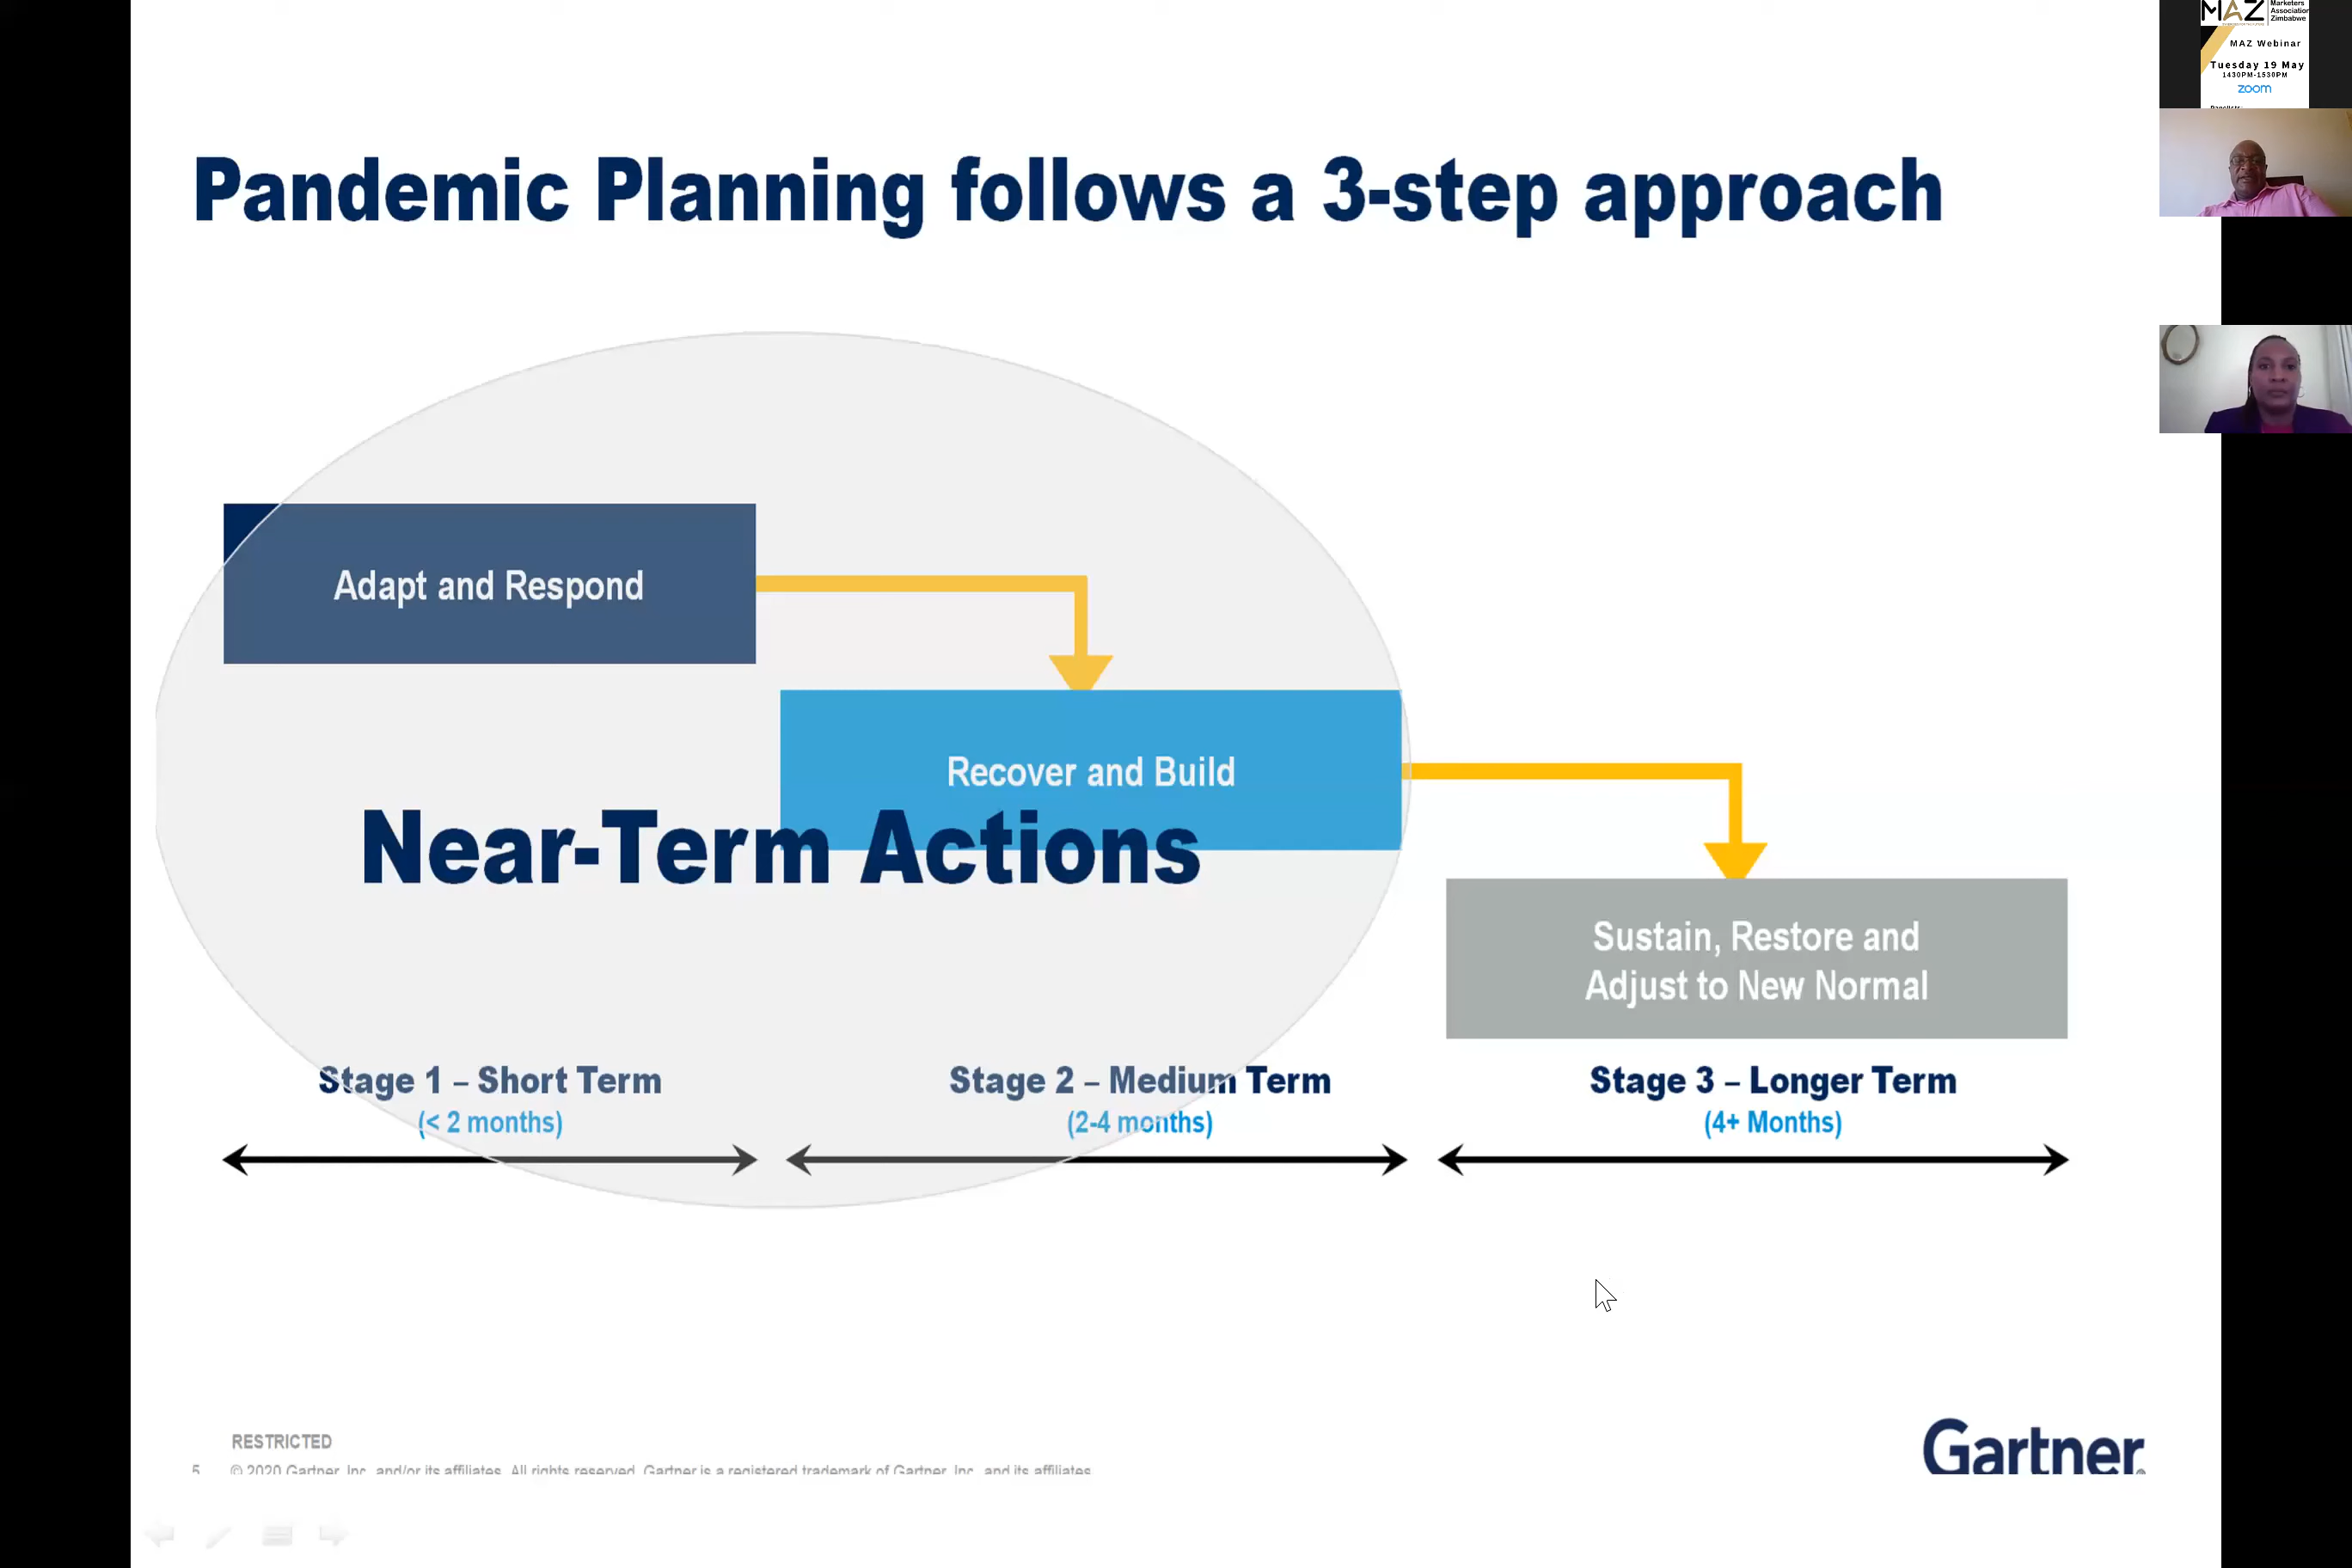 MAZ
Marketers
Association
Zimbabwe
MAZ Webinar
Tuesday 19 May
1430PM-1530PM
zoom
Pandemic Planning follows a 3-step approach
Adapt and Respond
Recover and Build
Near-Term Actions
Sustain, Restore and
Adjust to New Normal
Stage 1 – Short Term
(< 2 months)
Stage 2 – Medium Term
(2-4 months)
Stage 3 – Longer Term
(4+ Months)
RESTRICTED
5 © 2020 Gartner, Inc. and/or its affiliates. All rights reserved. Gartner is a registered trademark of Gartner, Inc. and its affiliates.
Gartner